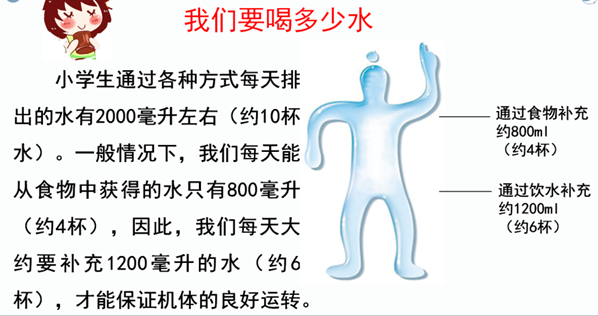 我们要喝多少水
小学生通过各种方式每天排
出的水有2000毫升左右（约10杯
水）。一般情况下，我们每天能
从食物中获得的水只有800毫升
（约4杯），因此，我们每天大
约要补充1200毫升的水（约6
杯），才能保证机体的良好运转。
通过食物补充
约800ml
（约4杯）
通过饮水补充
约1200ml
（约6杯）